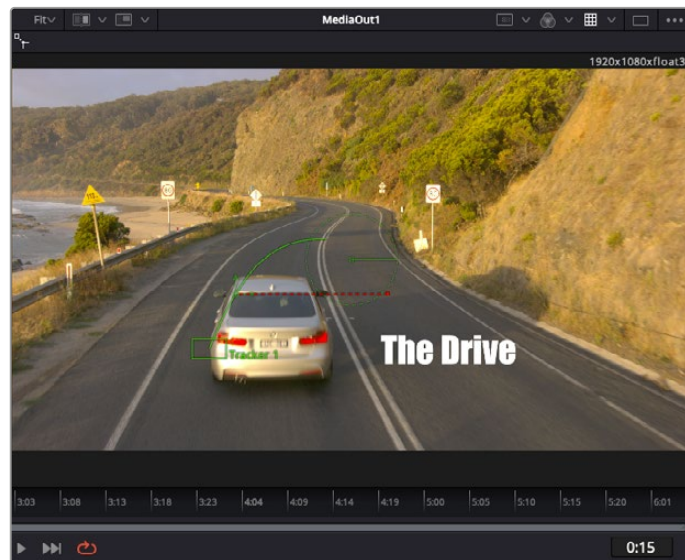 Fit
MediaOut1
1920x1080xfloat3
Tracker 1
The Drive
3:03 3:08 3:13 3:18 3:23 4:04 4:09 4:14 4:19 5:00 5:05 5:10 5:15 5:20 6:01
0:15